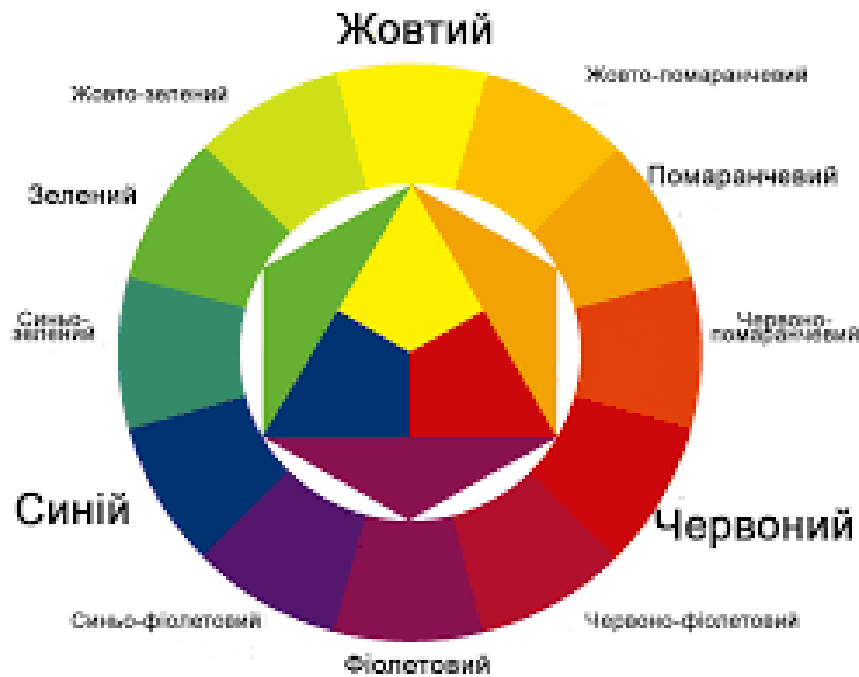 Жовтий
Жовто-помаранчевий
Жовто-зелений
Помаранчевий
Зелений
Синьо-
зелений
Червоно-
помаранчевий
Синій
Червоний
Синьо-фіолетовий
Червоно-фіолетовий
Фіолетовий